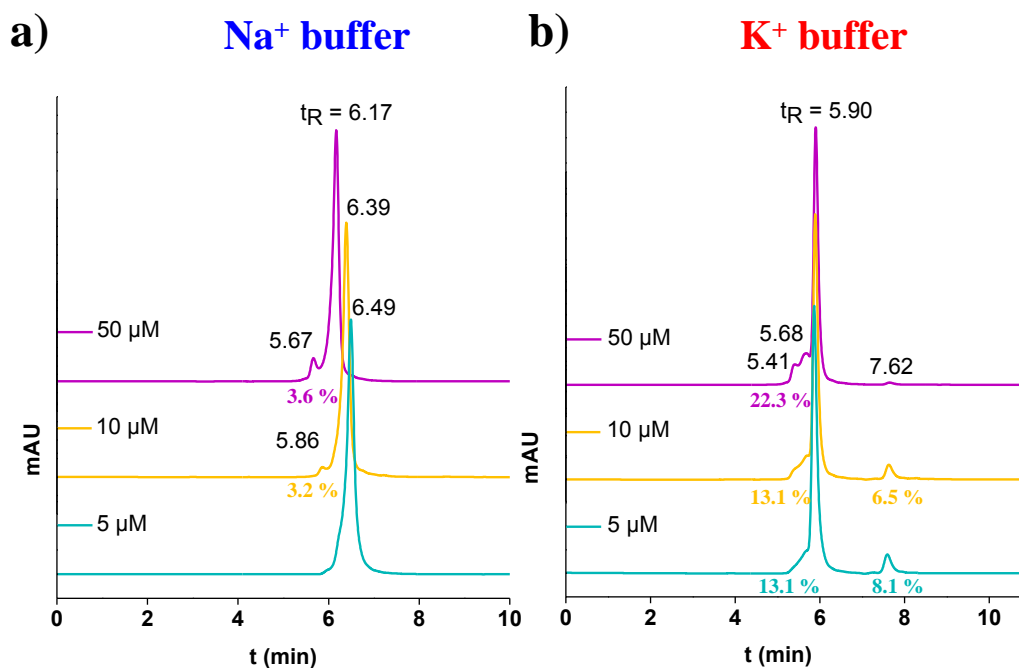 a)
Na⁺ buffer
tR = 6.17
6.39
6.49
50 µM
5.67
3.6 %
10 µM
5.86
3.2 %
5 µM
mAU
0 2 4 6 8 10
t (min)
b)
K⁺ buffer
tR = 5.90
50 µM
5.68
5.41
7.62
22.3 %
10 µM
13.1 %
6.5 %
5 µM
13.1 %
8.1 %
mAU
0 2 4 6 8 10
t (min)